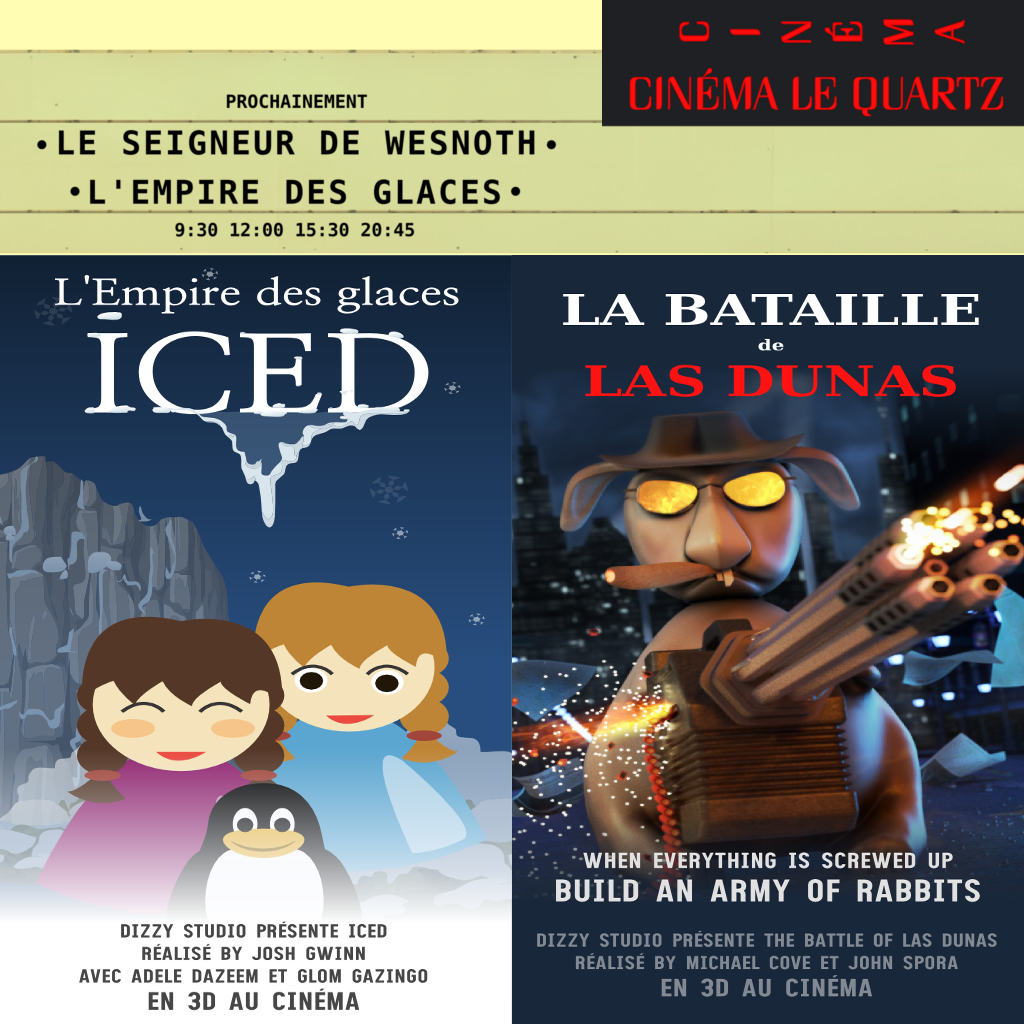 CINÉMA
CINÉMA LE QUARTZ
PROCHAINEMENT
•LE SEIGNEUR DE WESNOTH•
•L'EMPIRE DES GLACES•
9:30 12:00 15:30 20:45
L'Empire des glaces
ICED
DIZZY STUDIO PRÉSENTE ICED
RÉALISÉ BY JOSH GWINN
AVEC ADELE DAZEEM ET GLOM GAZINGO
EN 3D AU CINÉMA
LA BATAILLE
de
LAS DUNAS
WHEN EVERYTHING IS SCREWED UP
BUILD AN ARMY OF RABBITS
DIZZY STUDIO PRÉSENTE THE BATTLE OF LAS DUNAS
RÉALISÉ BY MICHAEL COVE ET JOHN SPORA
EN 3D AU CINÉMA